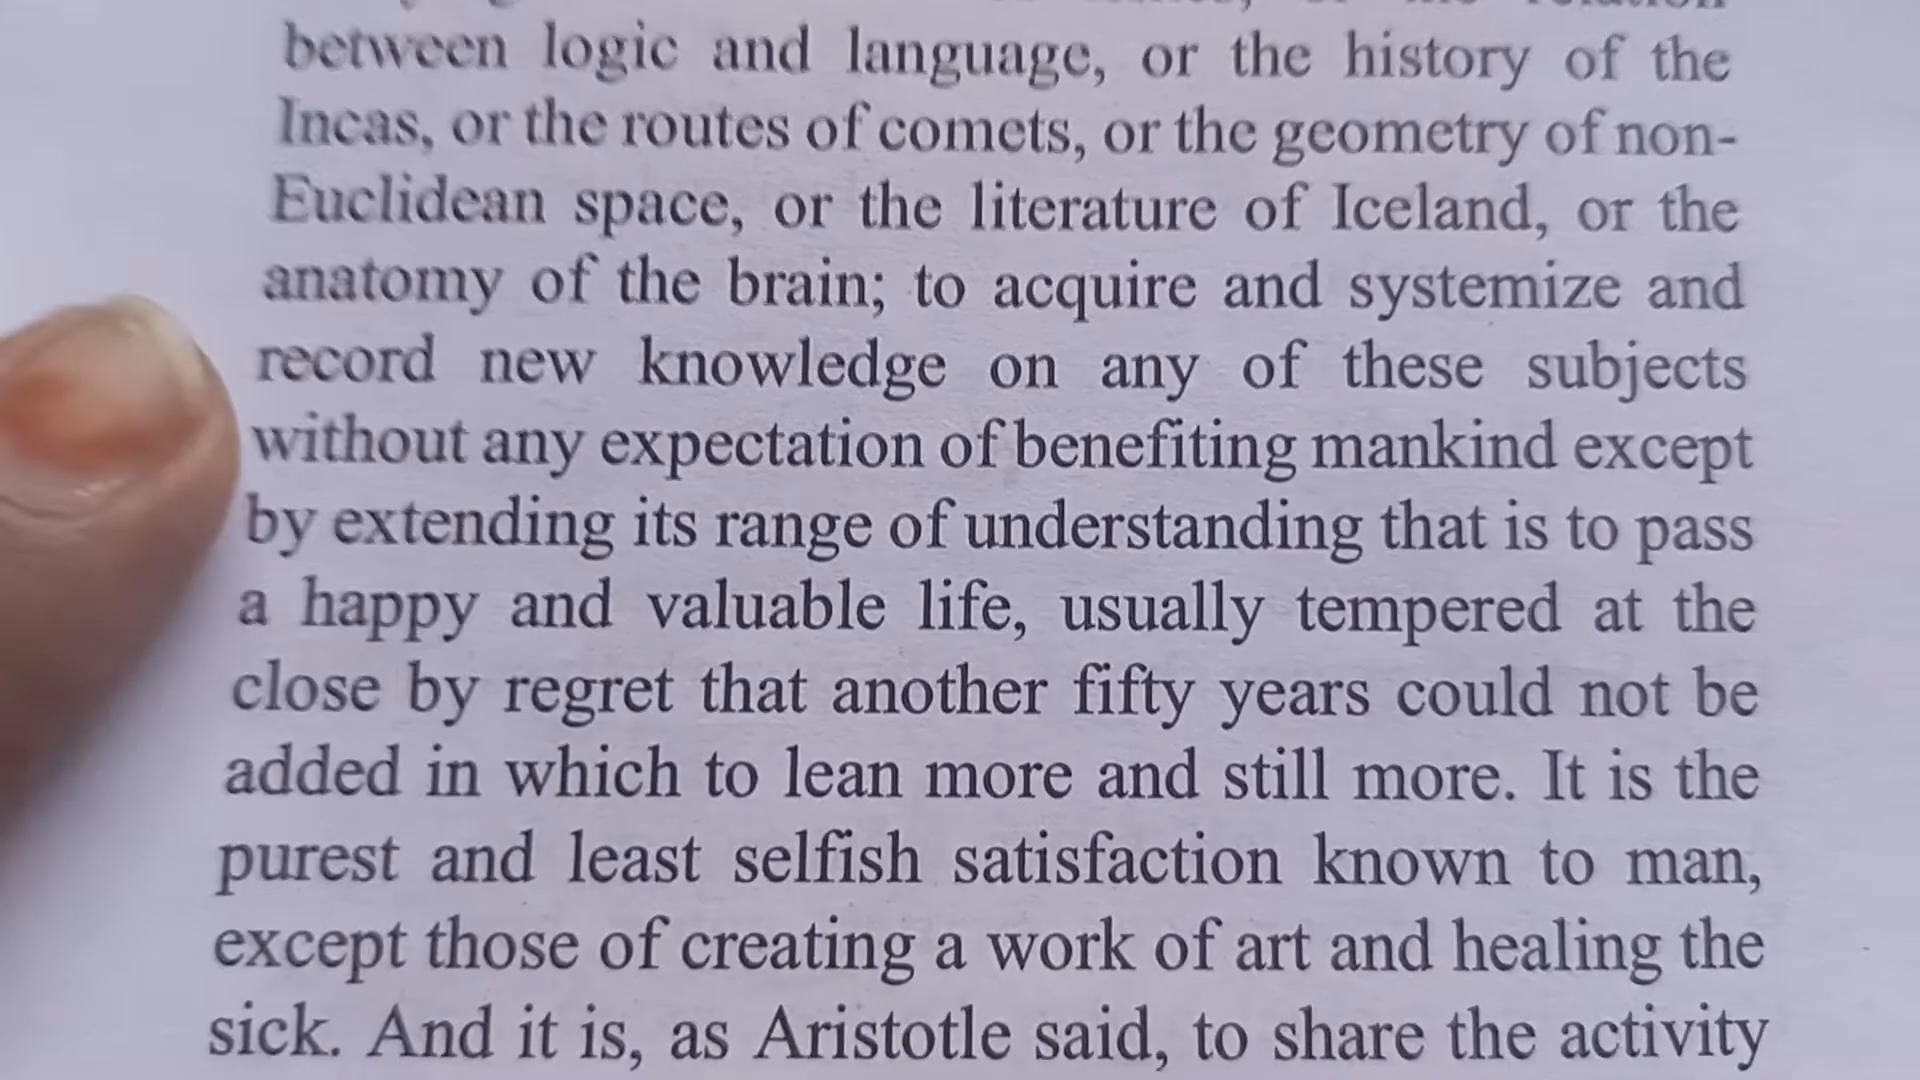 between logic and language, or the history of the
Incas, or the routes of comets, or the geometry of non-
Euclidean space, or the literature of Iceland, or the
anatomy of the brain; to acquire and systemize and
record new knowledge on any of these subjects
without any expectation of benefiting mankind except
by extending its range of understanding that is to pass
a happy and valuable life, usually tempered at the
close by regret that another fifty years could not be
added in which to lean more and still more. It is the
purest and least selfish satisfaction known to man,
except those of creating a work of art and healing the
sick. And it is, as Aristotle said, to share the activity